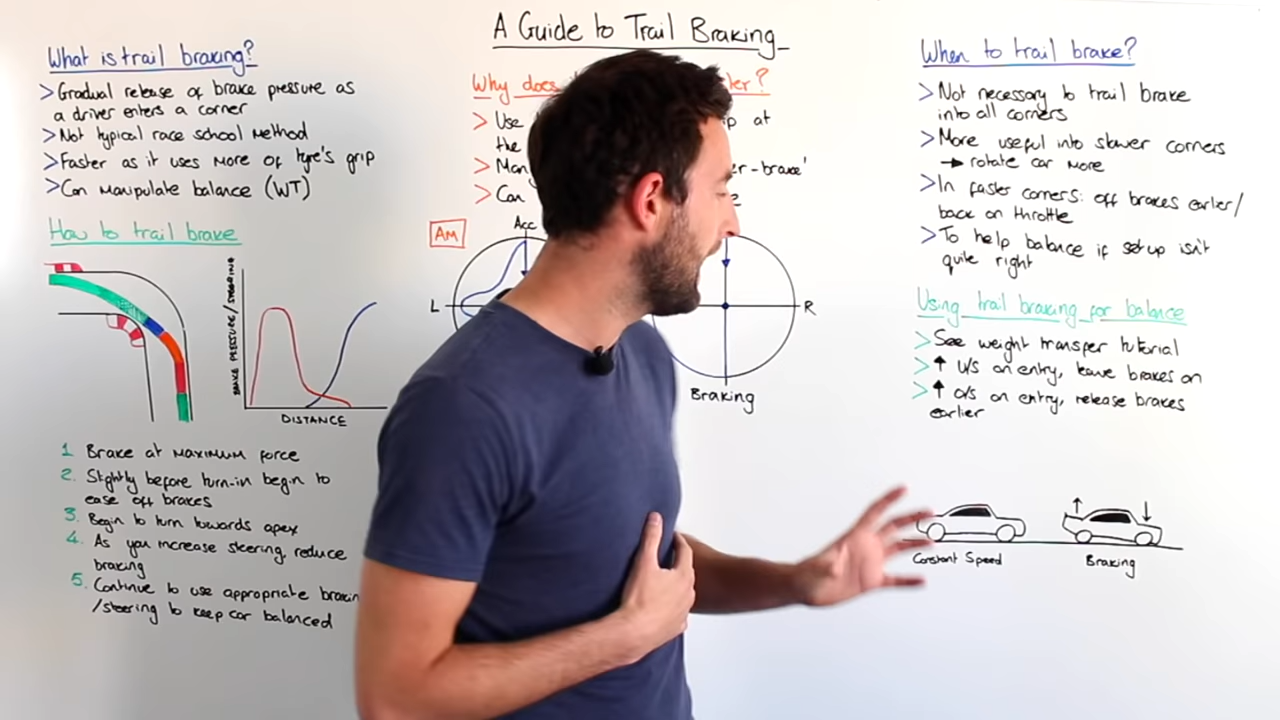 A Guide to Trail Braking
What is trail braking?
> Gradual release of brake pressure as
a driver enters a corner
> Not typical race school method
> Faster as it uses more of tyre's grip
> Can manipulate balance (WT)
How to trail brake
BRAKE PRESSURE/STEERING
DISTANCE
1. Brake at maximum force
2. Slightly before turn-in begin to
ease off brakes
3. Begin to turn towards apex
4. As you increase steering, reduce
braking
5. Continue to use appropriate
/steering to keep car balanced
Why does
> Use
at
the
>
>
Can
AM
Acc
L
R
Braking
When to trail brake?
> Not necessary to trail brake
into all corners
> More useful into slower corners
→ rotate car more
> In faster corners: off brakes earlier/
back on throttle
> To help balance if set up isn't
quite right
Using trail braking for balance
> See weight transfer tutorial
> ↑ U/S on entry, leave brakes on
> ↑ O/S on entry, release brakes
earlier
Constant Speed
Braking